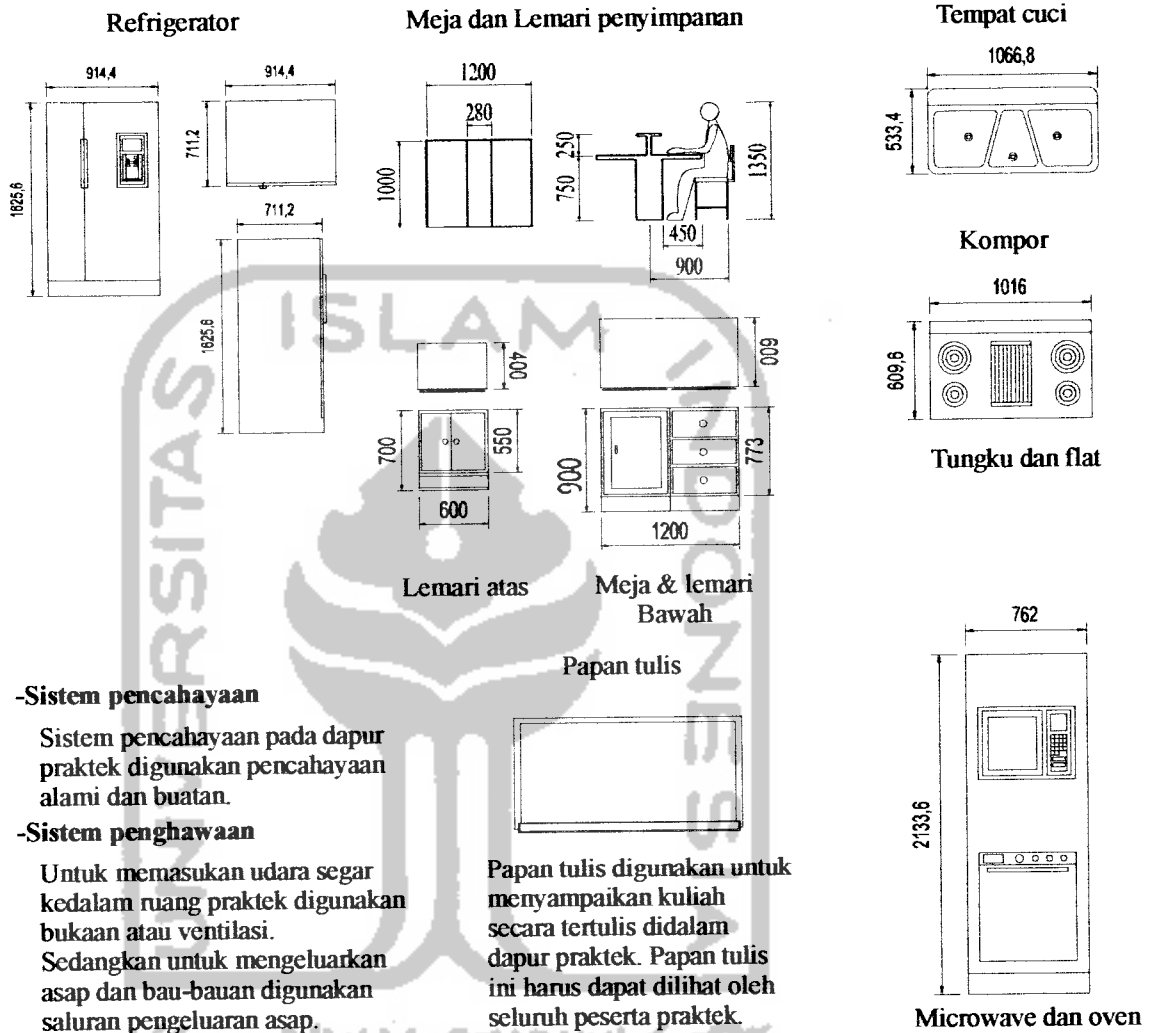 Refrigerator
Meja dan Lemari penyimpanan
Tempat cuci
914,4
914,4
1200
1066,8
280
711,2
250
1350
533,4
1625,6
1000
750
711,2
450
Kompor
900
1016
1625,6
400
600
609,6
700
550
900
773
Tungku dan flat
600
1200
Lemari atas
Meja & lemari
Bawah
Papan tulis
762
2133,6
-Sistem pencahayaan
Sistem pencahayaan pada dapur
praktek digunakan pencahayaan
alami dan buatan.
-Sistem penghawaan
Untuk memasukan udara segar
kedalam ruang praktek digunakan
bukaan atau ventilasi.
Sedangkan untuk mengeluarkan
asap dan bau-bauan digunakan
saluran pengeluaran asap.
Papan tulis digunakan untuk
menyampaikan kuliah
secara tertulis didalam
dapur praktek. Papan tulis
ini harus dapat dilihat oleh
seluruh peserta praktek.
Microwave dan oven
UNIVERSITAS
ISLAM
INDONESIA